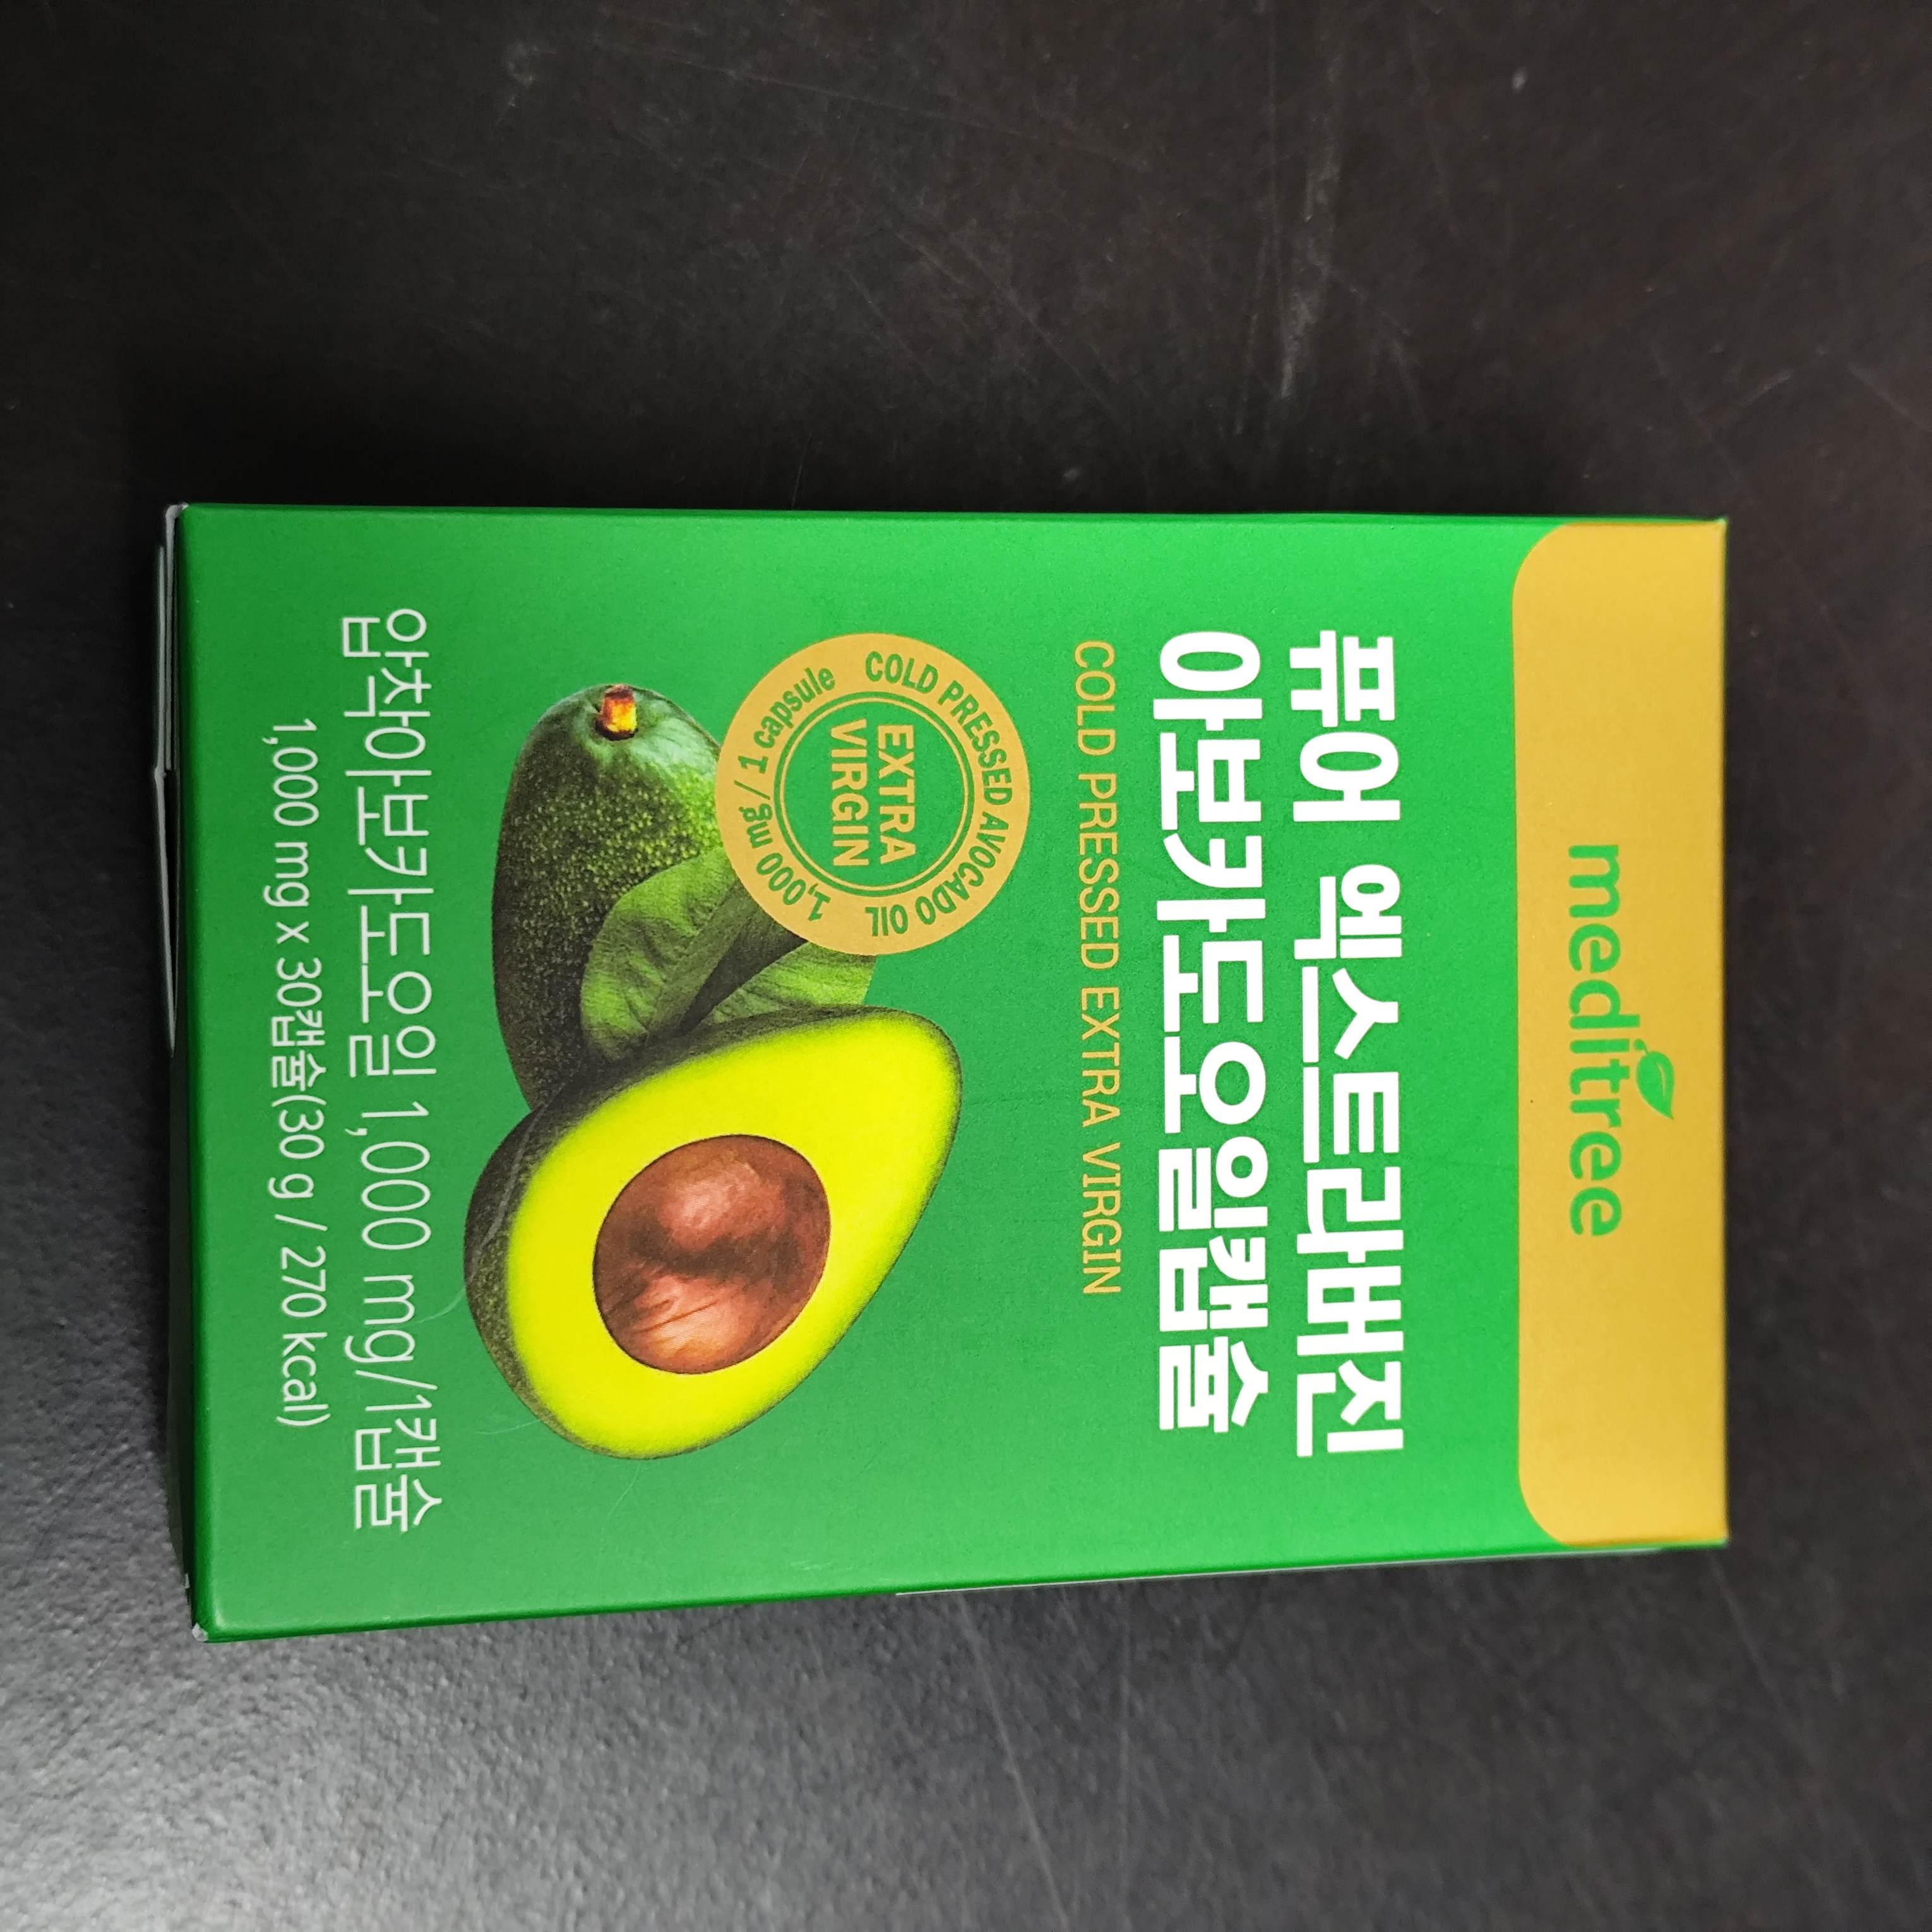 meditree
퓨어 엑스트라버진
아보카도오일캡슐
COLD PRESSED EXTRA VIRGIN
COLD PRESSED AVOCADO OIL
EXTRA
VIRGIN
1,000 mg / 1 capsule
압착아보카도오일 1,000 mg/1캡슐
1,000 mg x 30캡슐(30 g / 270 kcal)